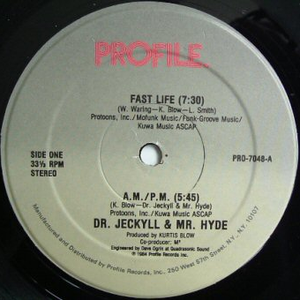 PROFILE
FAST LIFE (7:30)
(W. Waring—K. Blow—L. Smith)
Protoons, Inc./Mofunk Music/Fonk-Groove Music/
Kuwa Music ASCAP
SIDE ONE
33⅓ RPM
STEREO
PRO-7048-A
A.M./P.M. (5:45)
(K. Blow—Dr. Jeckyll & Mr. Hyde)
Protoons, Inc./Kuwa Music ASCAP
DR. JECKYLL & MR. HYDE
Produced by KURTIS BLOW
Co-producer: M²
Engineered by Dave Ogrin at Quadrasonic Sound
℗ 1984 Profile Records, Inc.
Manufactured and Distributed by Profile Records, Inc., 250 West 57th Street, N.Y., N.Y. 10107